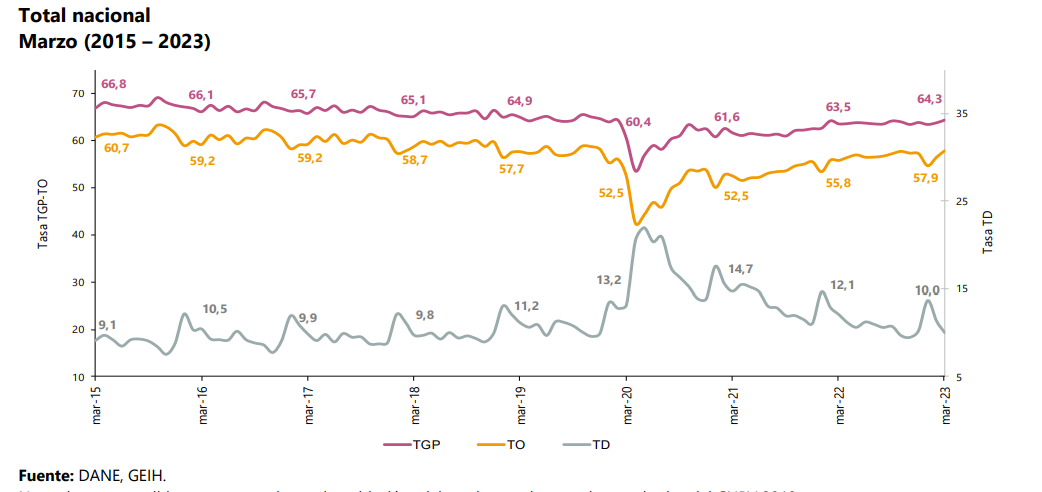 Total nacional
Marzo (2015 – 2023)
Tasa TGP-TO
70
60
50
40
30
20
10
66,8
66,1
65,7
65,1
64,9
60,4
61,6
63,5
64,3
60,7
59,2
59,2
58,7
57,7
52,5
52,5
55,8
57,9
9,1
10,5
9,9
9,8
11,2
13,2
14,7
12,1
10,0
35
25
15
5
Tasa TD
mar-15
mar-16
mar-17
mar-18
mar-19
mar-20
mar-21
mar-22
mar-23
TGP
TO
TD
Fuente: DANE, GEIH.